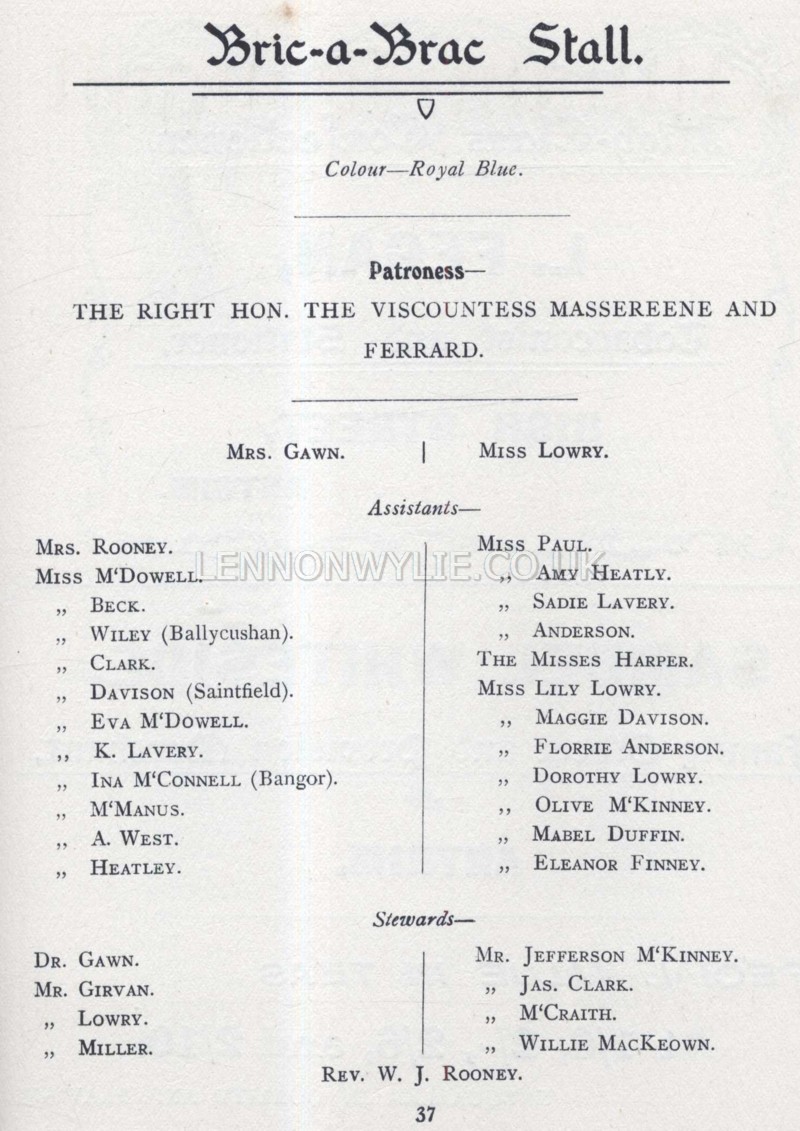 Bric-a-Brac Stall.
Colour—Royal Blue.
Patroness—
THE RIGHT HON. THE VISCOUNTESS MASSEREENE AND
FERRARD.
MRS. GAWN. | MISS LOWRY.
Assistants—
MRS. ROONEY.
MISS M‘DOWELL.
„ BECK.
„ WILEY (Ballycushan).
„ CLARK.
„ DAVISON (Saintfield).
„ EVA M‘DOWELL.
„ K. LAVERY.
„ INA M‘CONNELL (Bangor).
„ M‘MANUS.
„ A. WEST.
„ HEATLEY.
MISS PAUL.
„ AMY HEATLY.
„ SADIE LAVERY.
„ ANDERSON.
THE MISSES HARPER.
MISS LILY LOWRY.
„ MAGGIE DAVISON.
„ FLORRIE ANDERSON.
„ DOROTHY LOWRY.
„ OLIVE M‘KINNEY.
„ MABEL DUFFIN.
„ ELEANOR FINNEY.
LENNONWYLIE.CO.UK
Stewards—
DR. GAWN.
MR. GIRVAN.
„ LOWRY.
„ MILLER.
MR. JEFFERSON M‘KINNEY.
„ JAS. CLARK.
„ M‘CRAITH.
„ WILLIE MACKEOWN.
REV. W. J. ROONEY.
37